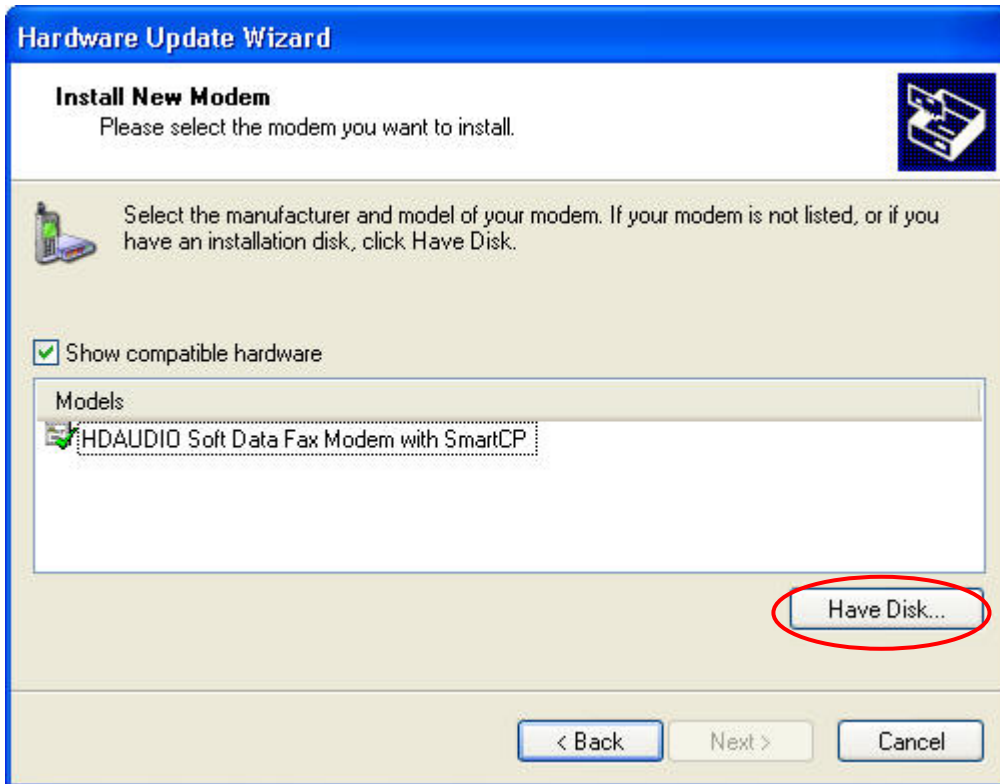 Hardware Update Wizard
Install New Modem
Please select the modem you want to install.
Select the manufacturer and model of your modem. If your modem is not listed, or if you
have an installation disk, click Have Disk.
Show compatible hardware
Models
HDAUDIO Soft Data Fax Modem with SmartCP
Have Disk...
< Back Next > Cancel